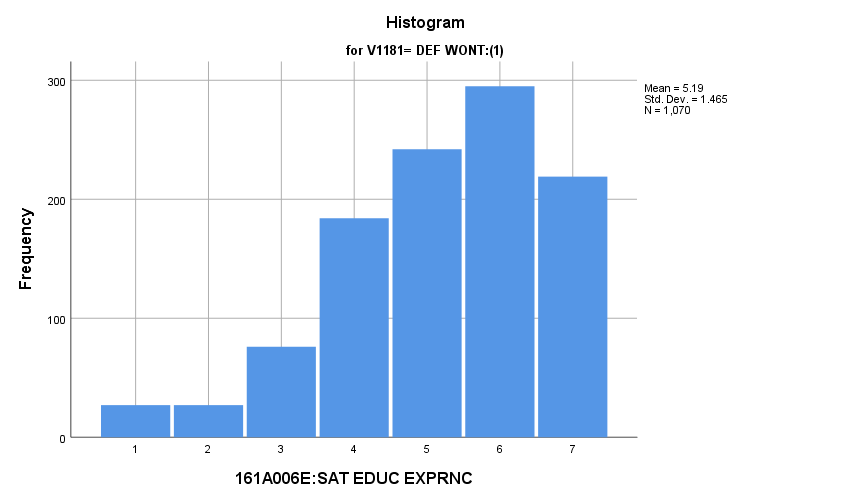 Histogram
for V1181= DEF WONT:(1)
Mean = 5.19
Std. Dev. = 1.465
N = 1,070
300
200
100
0
Frequency
1 2 3 4 5 6 7
161A006E:SAT EDUC EXPRNC